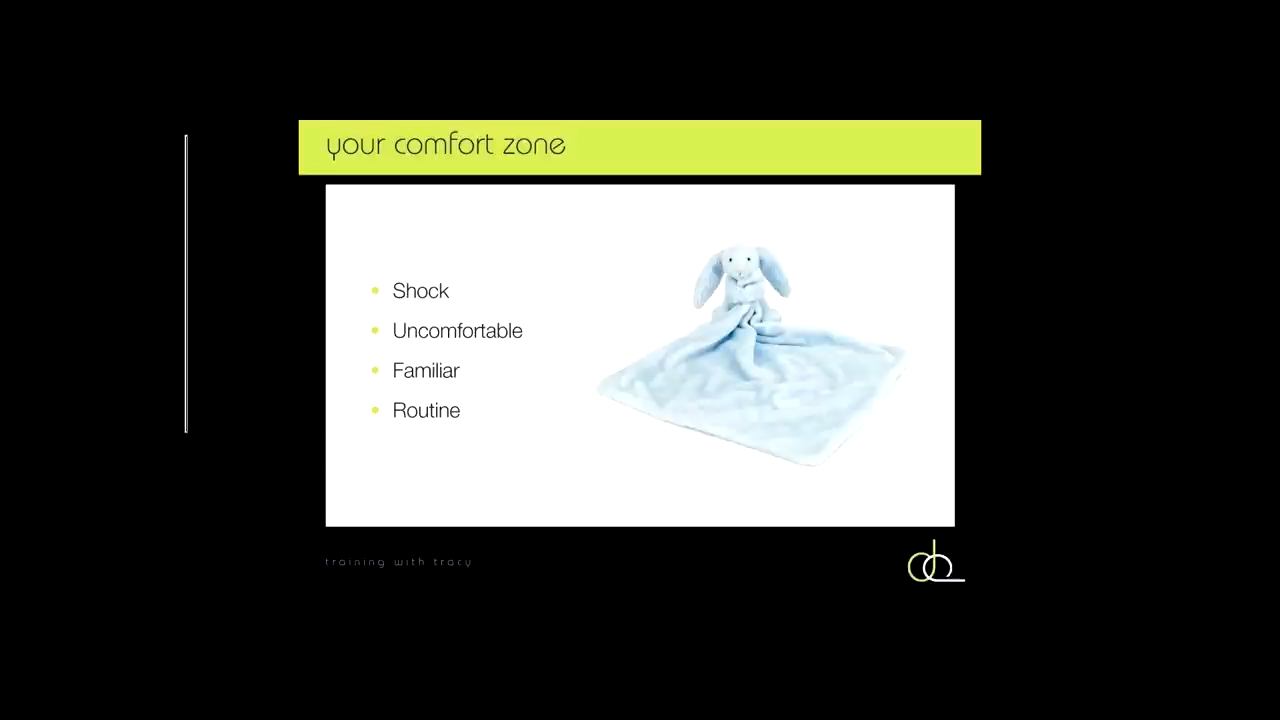 your comfort zone
Shock
Uncomfortable
Familiar
Routine
training with tracy